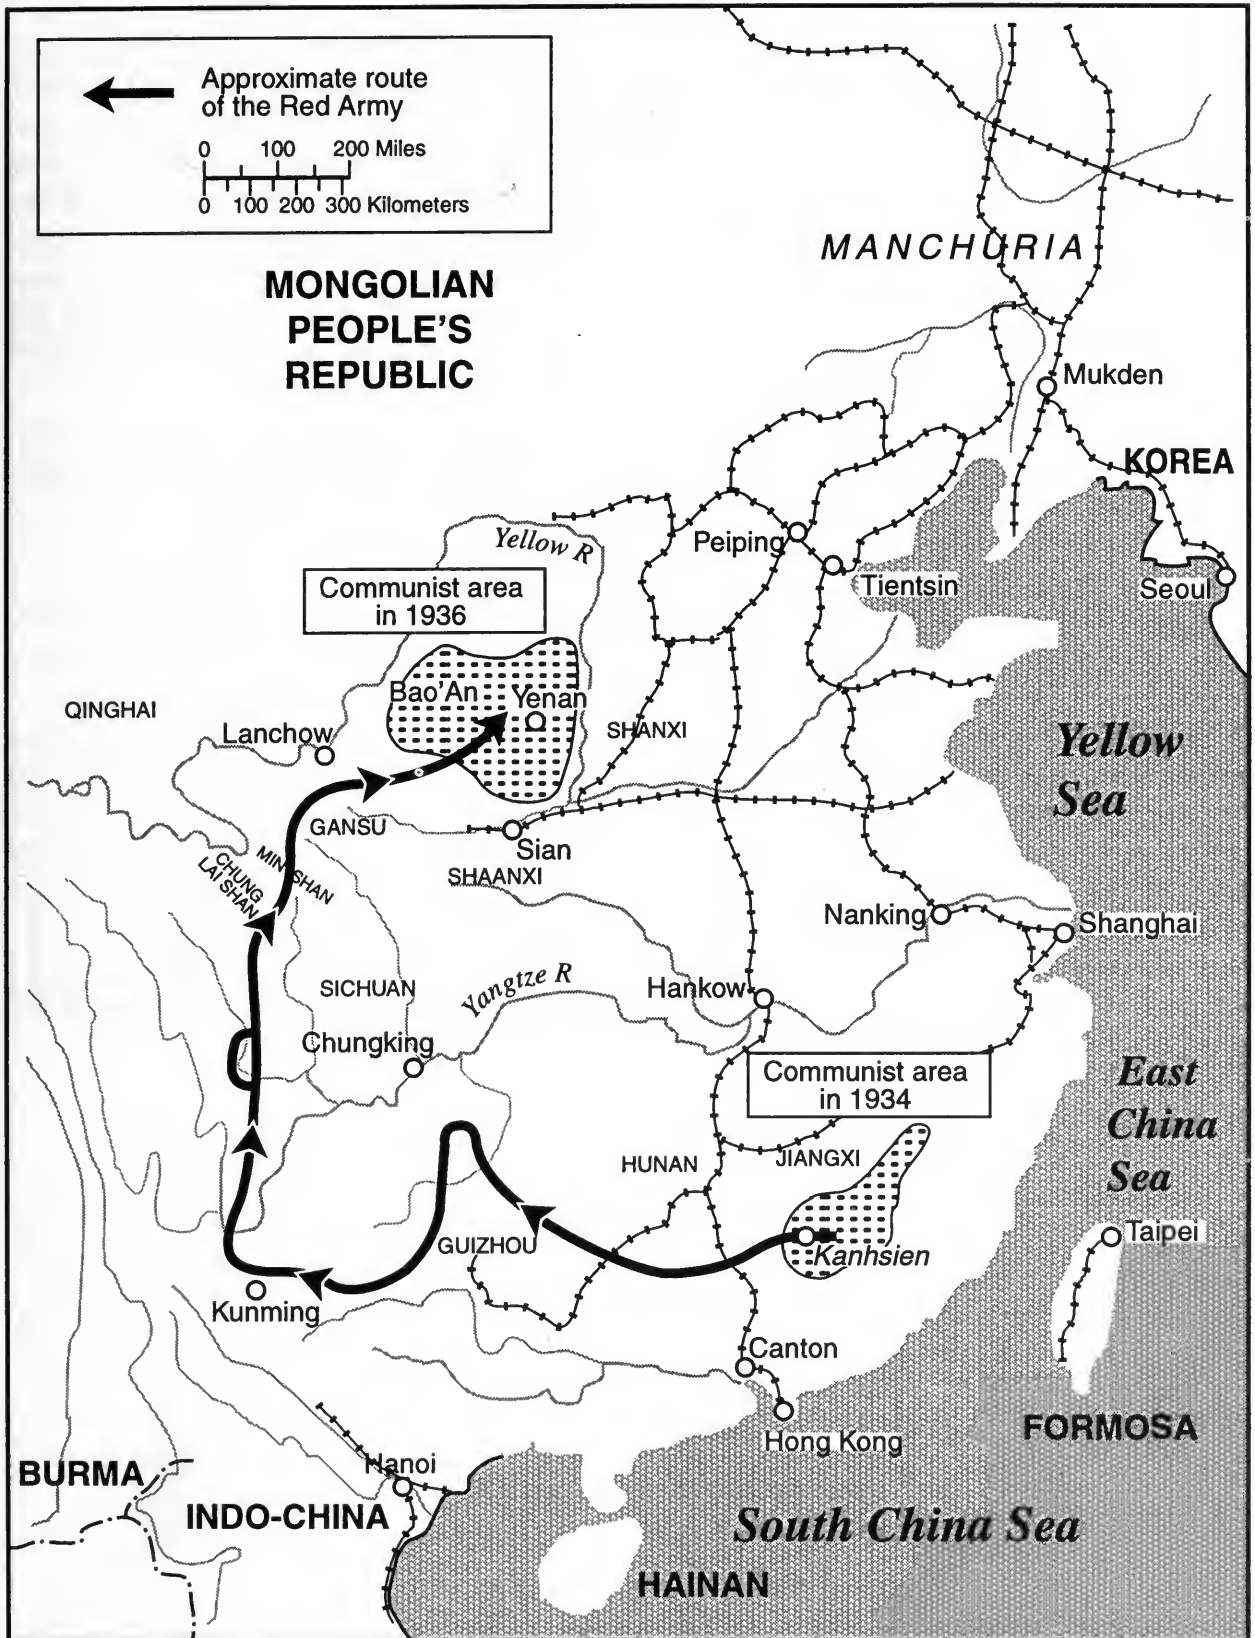 Approximate route
of the Red Army
0 100 200 Miles
0 100 200 300 Kilometers
MONGOLIAN
PEOPLE'S
REPUBLIC
MANCHURIA
Mukden
KOREA
Yellow R
Peiping
Tientsin
Seoul
Communist area
in 1936
Bao'An
Yenan
QINGHAI
Lanchow
SHANXI
Yellow
Sea
GANSU
Sian
MIN SHAN
CHUNG
LAI SHAN
SHAANXI
Nanking
Shanghai
SICHUAN
Yangtze R
Hankow
Chungking
Communist area
in 1934
East
China
Sea
HUNAN
JIANGXI
Taipei
GUIZHOU
Kanhsien
Kunming
Canton
Hong Kong
FORMOSA
Hanoi
BURMA
INDO-CHINA
South China Sea
HAINAN